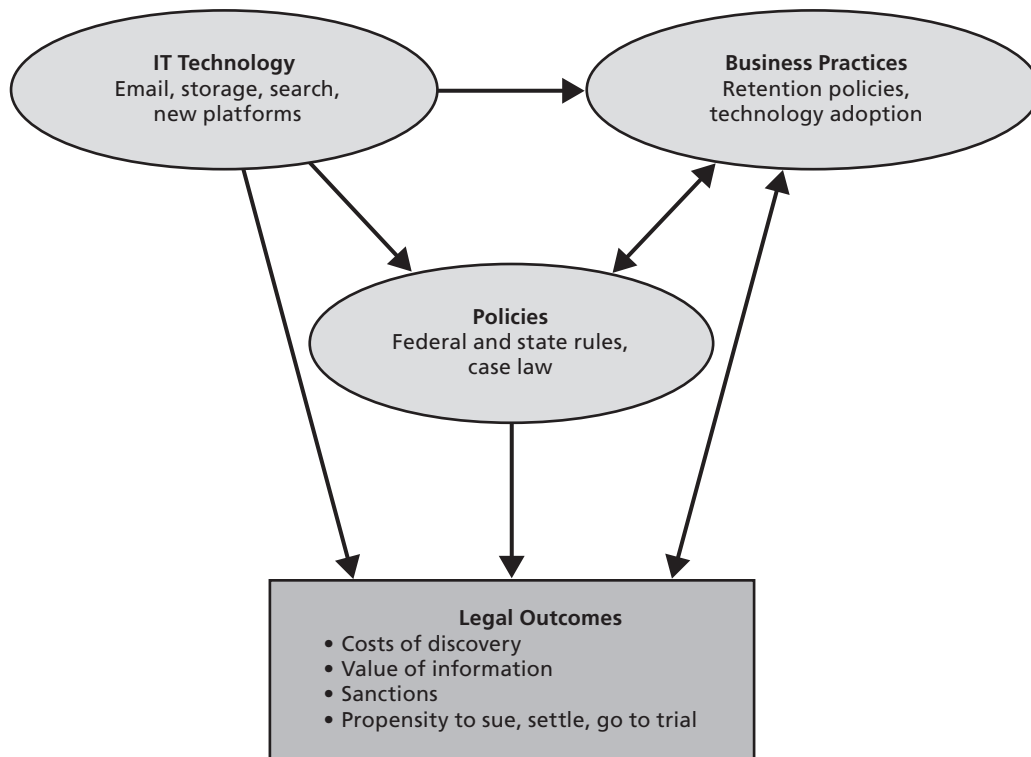 IT Technology
Email, storage, search,
new platforms
Business Practices
Retention policies,
technology adoption
Policies
Federal and state rules,
case law
Legal Outcomes
• Costs of discovery
• Value of information
• Sanctions
• Propensity to sue, settle, go to trial